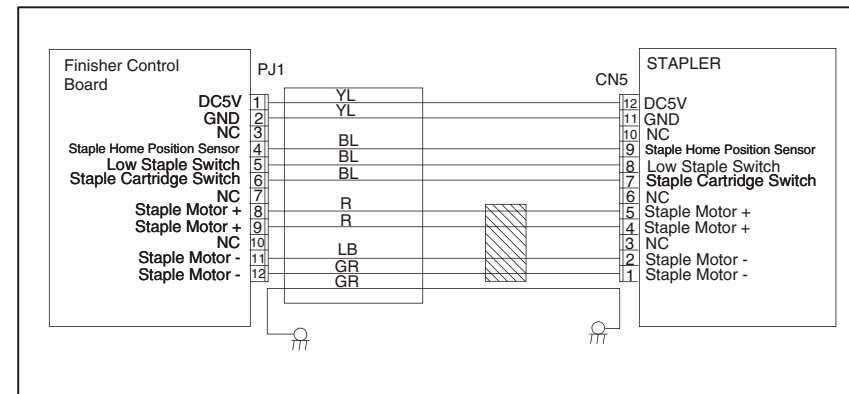 Finisher Control
Board
PJ1
DC5V 1
GND 2
NC 3
Staple Home Position Sensor 4
Low Staple Switch 5
Staple Cartridge Switch 6
NC 7
Staple Motor + 8
Staple Motor + 9
NC 10
Staple Motor - 11
Staple Motor - 12
YL
YL
BL
BL
BL
R
R
LB
GR
GR
CN5
STAPLER
12 DC5V
11 GND
10 NC
9 Staple Home Position Sensor
8 Low Staple Switch
7 Staple Cartridge Switch
6 NC
5 Staple Motor +
4 Staple Motor +
3 NC
2 Staple Motor -
1 Staple Motor -